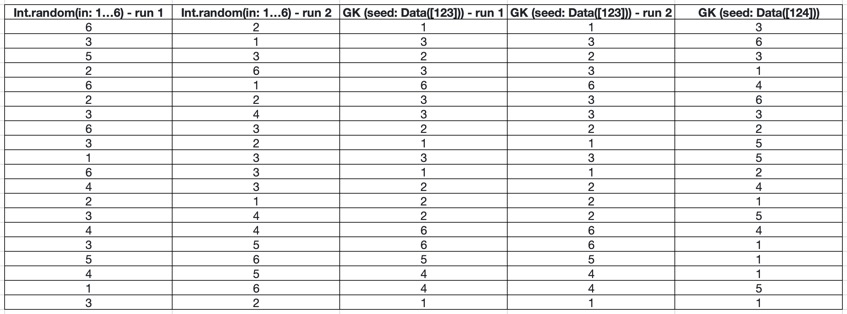 Int.random(in: 1...6) - run 1 Int.random(in: 1...6) - run 2 GK (seed: Data([123])) - run 1 GK (seed: Data([123])) - run 2 GK (seed: Data([124]))
6 2 1 1 3
3 1 3 3 6
5 3 2 2 3
2 6 3 3 1
6 1 6 6 4
2 2 3 3 6
3 4 3 3 3
6 3 2 2 2
3 2 1 1 5
1 3 3 3 5
6 3 1 1 2
4 3 2 2 4
2 1 2 2 1
3 4 2 2 5
4 4 6 6 4
3 5 6 6 1
5 6 5 5 1
4 5 4 4 1
1 6 4 4 5
3 2 1 1 1